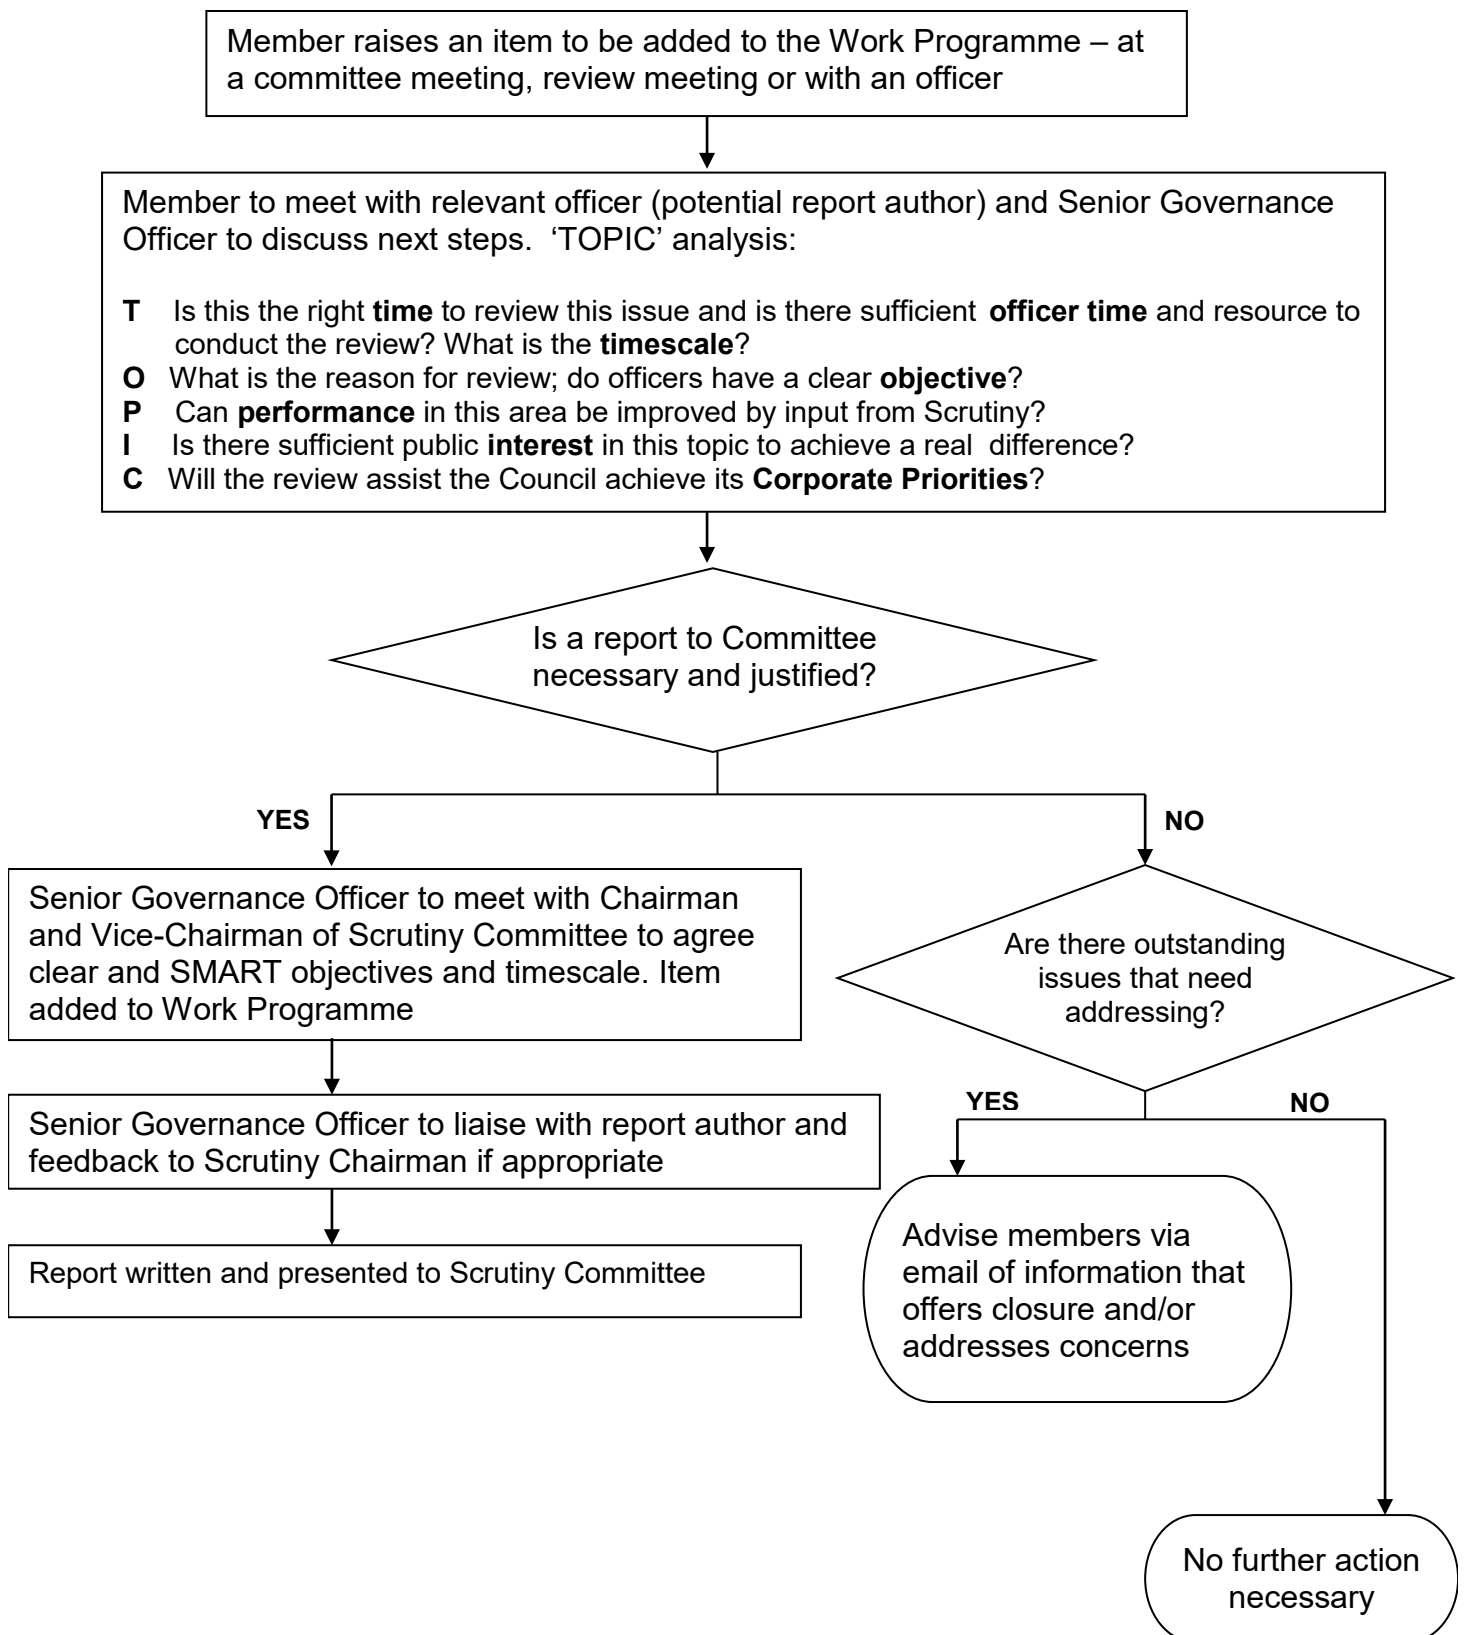 Member raises an item to be added to the Work Programme – at
a committee meeting, review meeting or with an officer
Member to meet with relevant officer (potential report author) and Senior Governance
Officer to discuss next steps.  ‘TOPIC’ analysis:
T Is this the right time to review this issue and is there sufficient officer time and resource to
conduct the review? What is the timescale?
O What is the reason for review; do officers have a clear objective?
P Can performance in this area be improved by input from Scrutiny?
I Is there sufficient public interest in this topic to achieve a real difference?
C Will the review assist the Council achieve its Corporate Priorities?
Is a report to Committee
necessary and justified?
YES
NO
Senior Governance Officer to meet with Chairman
and Vice-Chairman of Scrutiny Committee to agree
clear and SMART objectives and timescale. Item
added to Work Programme
Are there outstanding
issues that need
addressing?
YES
NO
Senior Governance Officer to liaise with report author and
feedback to Scrutiny Chairman if appropriate
Advise members via
email of information that
offers closure and/or
addresses concerns
Report written and presented to Scrutiny Committee
No further action
necessary